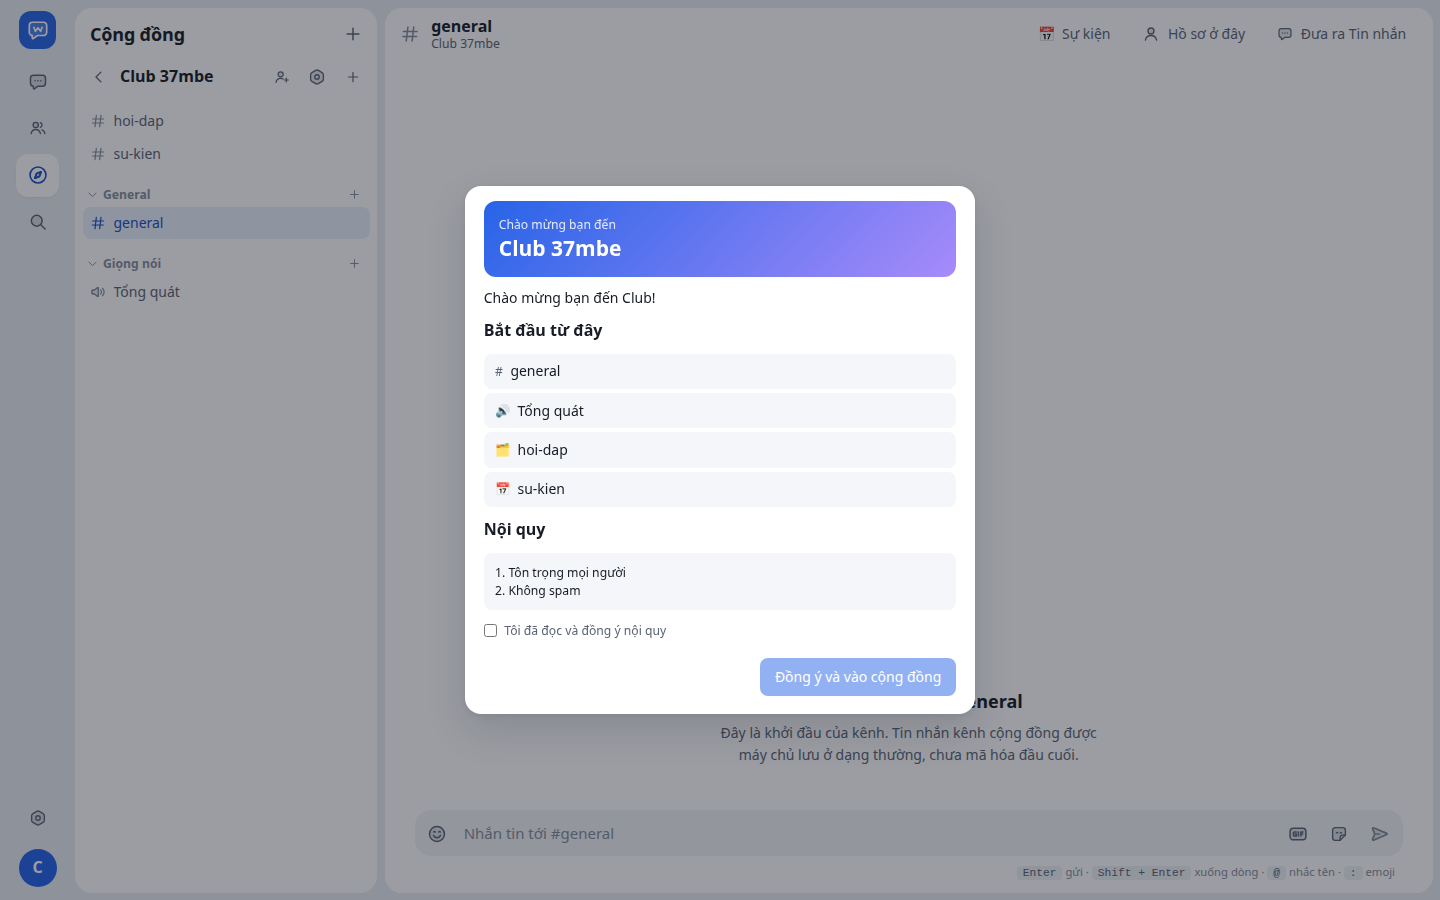 Cộng đồng
Club 37mbe
hoi-dap
su-kien
General
general
Giọng nói
Tổng quát
general
Club 37mbe
Sự kiện
Hồ sơ ở đây
Đưa ra Tin nhắn
Chào mừng bạn đến
Club 37mbe
Chào mừng bạn đến Club!
Bắt đầu từ đây
# general
Tổng quát
hoi-dap
su-kien
Nội quy
1. Tôn trọng mọi người
2. Không spam
Tôi đã đọc và đồng ý nội quy
Đồng ý và vào cộng đồng
Đây là khởi đầu của kênh. Tin nhắn kênh cộng đồng được
máy chủ lưu ở dạng thường, chưa mã hóa đầu cuối.
Nhắn tin tới #general
GIF
Enter gửi · Shift + Enter xuống dòng · @ nhắc tên · : emoji
C